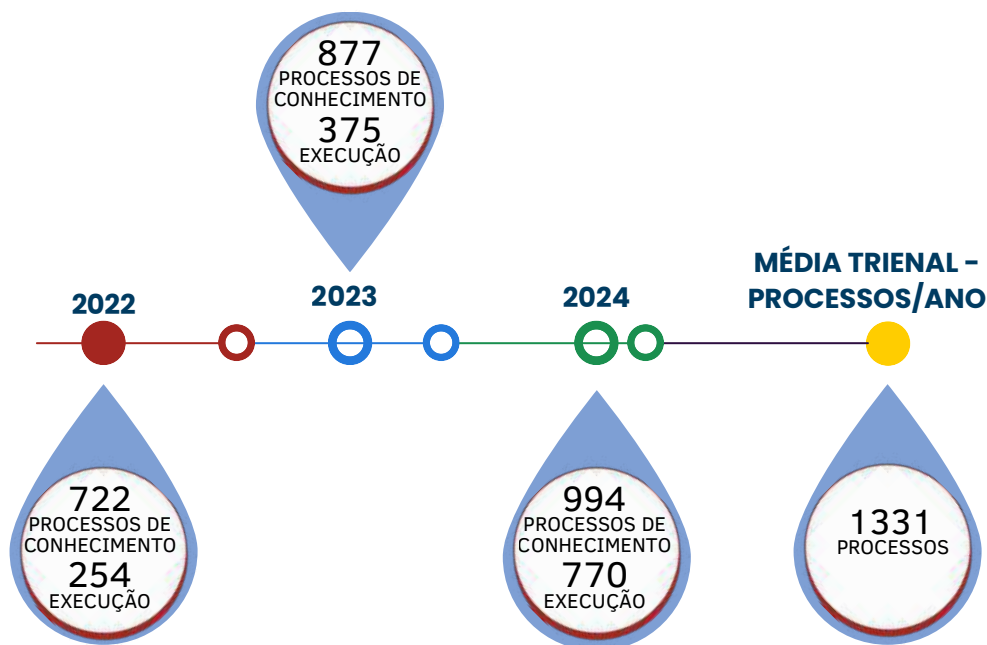 877
PROCESSOS DE
CONHECIMENTO
375
EXECUÇÃO
2022
2023
2024
MÉDIA TRIENAL -
PROCESSOS/ANO
722
PROCESSOS DE
CONHECIMENTO
254
EXECUÇÃO
994
PROCESSOS DE
CONHECIMENTO
770
EXECUÇÃO
1331
PROCESSOS